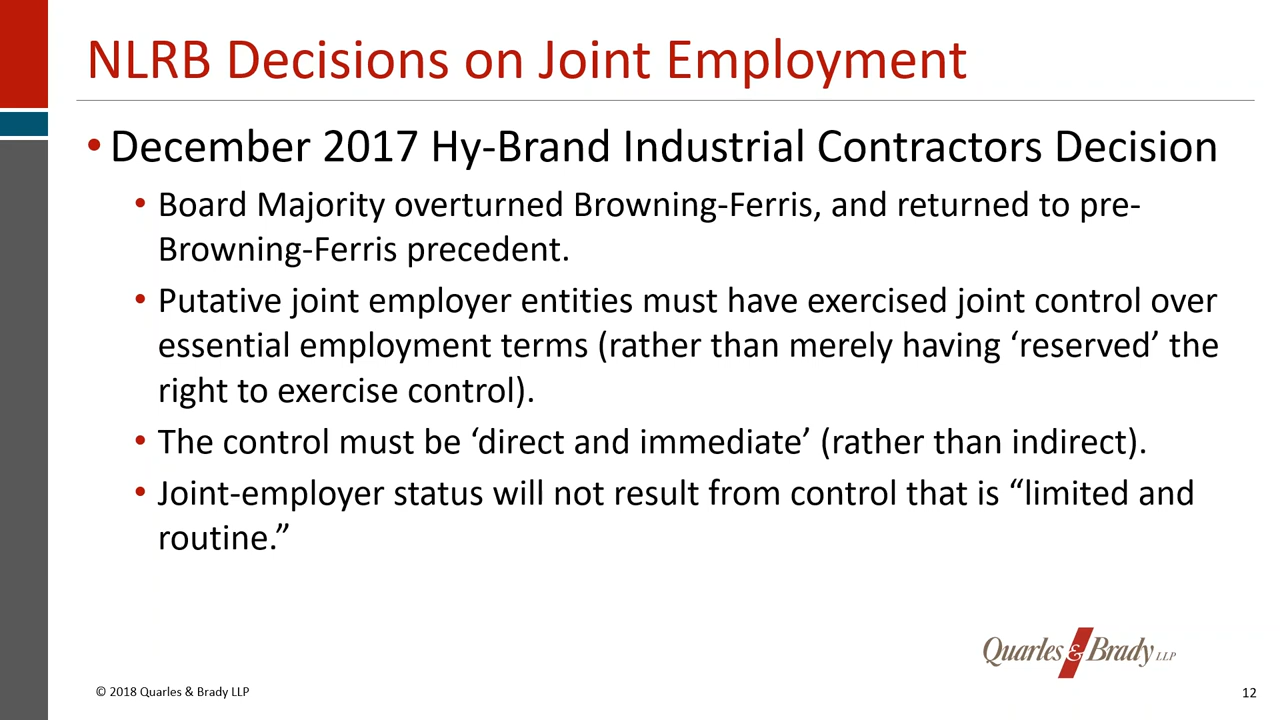 NLRB Decisions on Joint Employment
• December 2017 Hy-Brand Industrial Contractors Decision
• Board Majority overturned Browning-Ferris, and returned to pre-
Browning-Ferris precedent.
• Putative joint employer entities must have exercised joint control over
essential employment terms (rather than merely having ‘reserved’ the
right to exercise control).
• The control must be ‘direct and immediate’ (rather than indirect).
• Joint-employer status will not result from control that is “limited and
routine.”
Quarles & Brady LLP
© 2018 Quarles & Brady LLP
12